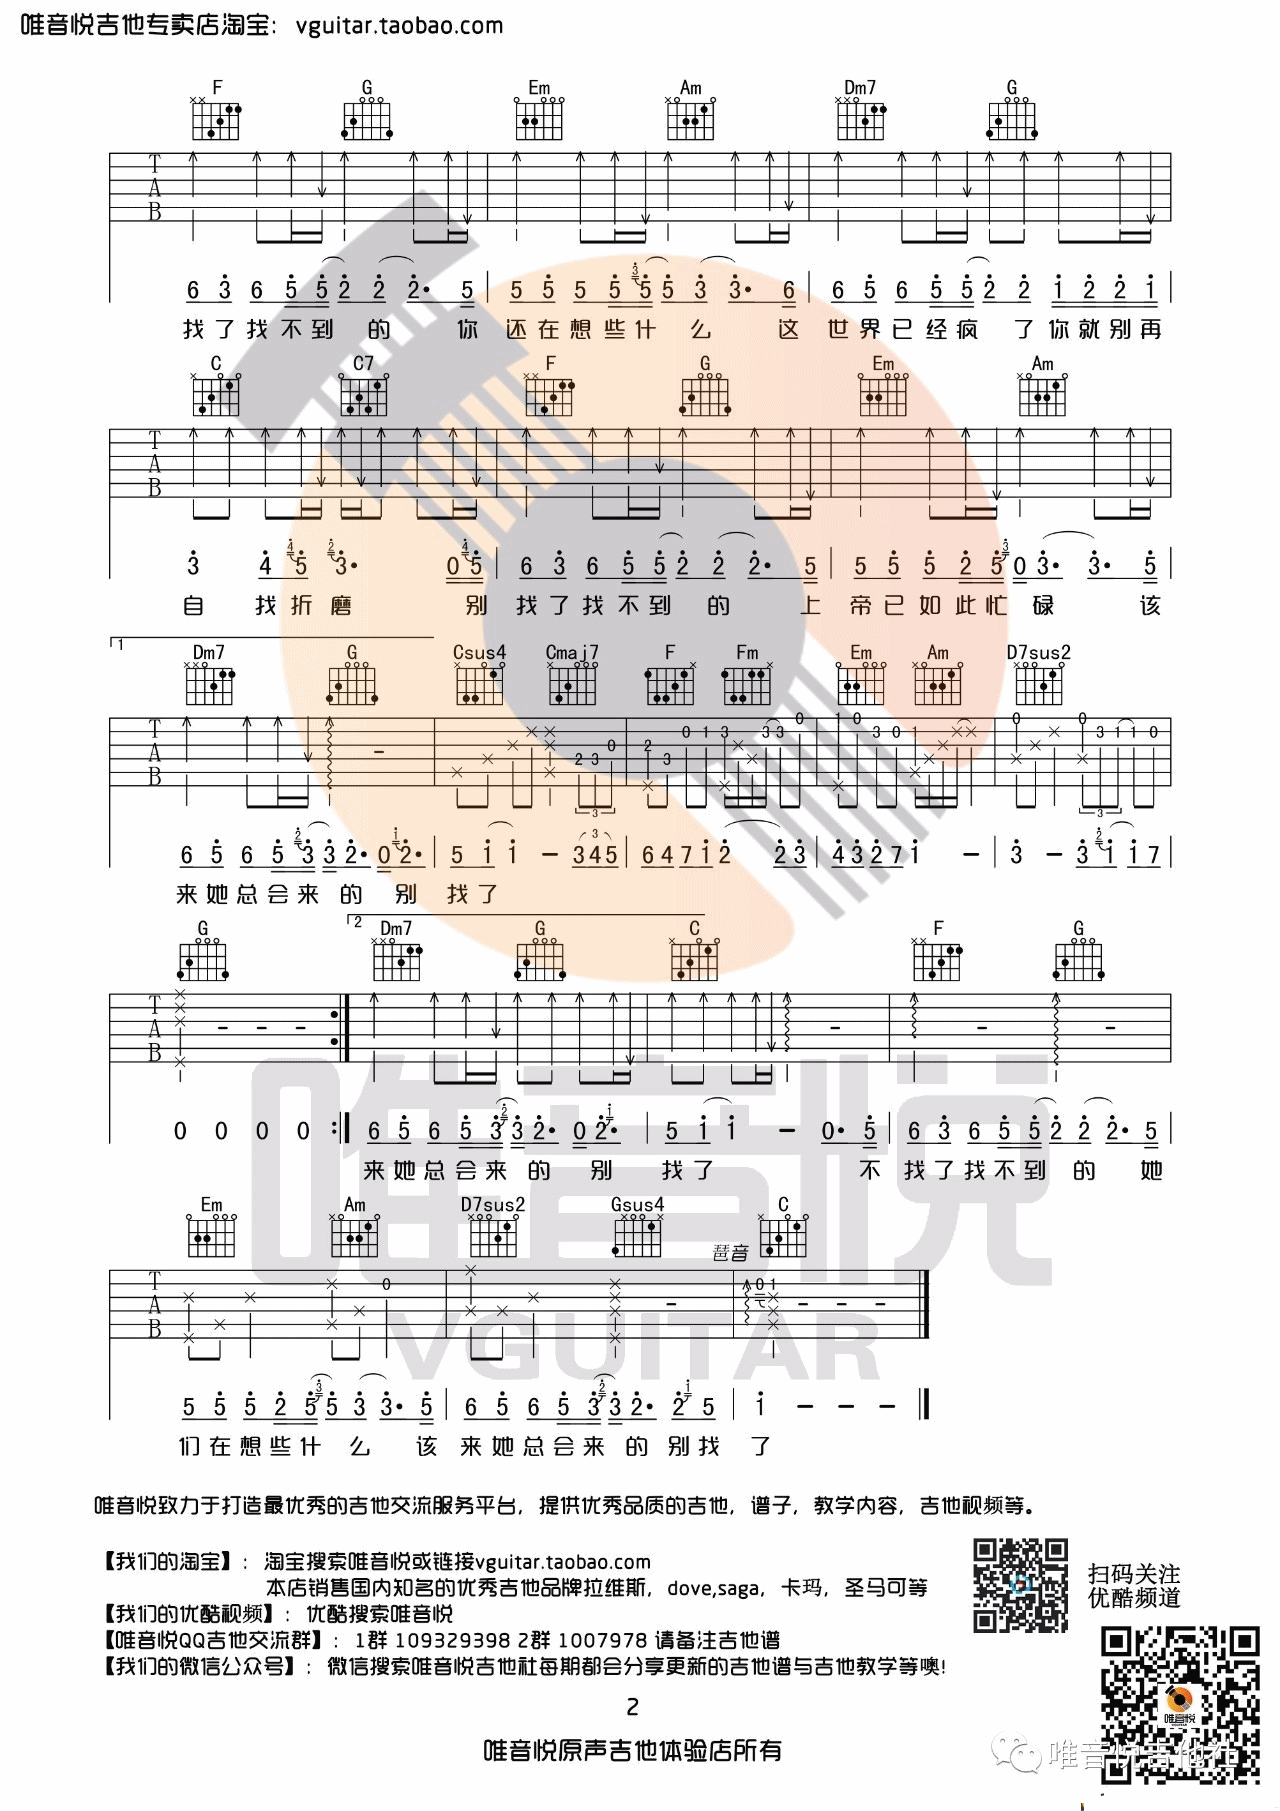 唯音悦吉他专卖店淘宝：vguitar.taobao.com
F G Em Am Dm7 G
T
A
B
6 3 6 5 5 2 2 2· 5 5 5 5 5 5 5 3 3· 6 6 5 6 5 5 2 2 1 2 2 1
找了找不到的 你还在想些什么 这世界已经疯了你就别再
C C7 F G Em Am
T
A
B
3 4 5 3· 0 5 6 3 6 5 5 2 2 2· 5 5 5 5 2 5 0 3· 3· 5
自找折磨 别找了找不到的 上帝已如此忙碌 该
1
Dm7 G Csus4 Cmaj7 F Fm Em Am D7sus2
T
A
B
6 5 6 5 3 3 2· 0 2· 5 1 1 - 3 4 5 6 4 7 1 2 2 3 4 3 2 7 1 - 3 - 3 1 1 7
来她总会来的别找了
G 2 Dm7 G C F G
T
A
B
0 0 0 0 6 5 6 5 3 3 2· 0 2· 5 1 1 - 0· 5 6 3 6 5 5 2 2 2· 5
来她总会来的别找了 不找了找不到的 她
Em Am D7sus2 Gsus4 C
琶音
T
A
B
5 5 5 2 5 5 3 3· 5 6 5 6 5 3 3 2· 2 5 1 - - -
们在想些什么 该来她总会来的别找了
唯音悦致力于打造最优秀的吉他交流服务平台，提供优秀品质的吉他，谱子，教学内容，吉他视频等。
【我们的淘宝】：淘宝搜索唯音悦或链接vguitar.taobao.com
本店销售国内知名的优秀吉他品牌拉维斯，dove,saga，卡玛，圣马可等
【我们的优酷视频】：优酷搜索唯音悦
【唯音悦QQ吉他交流群】：1群 109329398 2群 1007978 请备注吉他谱
【我们的微信公众号】：微信搜索唯音悦吉他社每期都会分享更新的吉他谱与吉他教学等噢!
扫码关注
优酷频道
2
唯音悦原声吉他体验店所有
唯音悦
唯音悦吉他社
唯音悦
VGUITAR